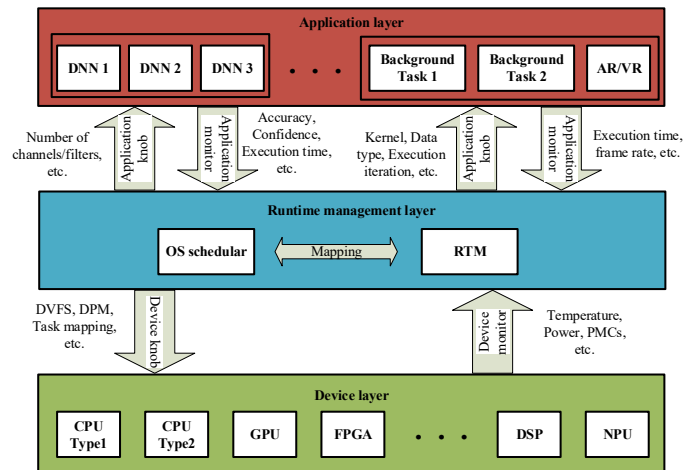 Application layer
DNN 1
DNN 2
DNN 3
. . .
Background
Task 1
Background
Task 2
AR/VR
Number of
channels/filters,
etc.
Application
knob
Application
monitor
Accuracy,
Confidence,
Execution time,
etc.
Kernel, Data
type, Execution
iteration, etc.
Application
knob
Application
monitor
Execution time,
frame rate, etc.
Runtime management layer
OS schedular
Mapping
RTM
DVFS, DPM,
Task mapping,
etc.
Device knob
Device
monitor
Temperature,
Power, PMCs,
etc.
Device layer
CPU
Type1
CPU
Type2
GPU
FPGA
. . .
DSP
NPU